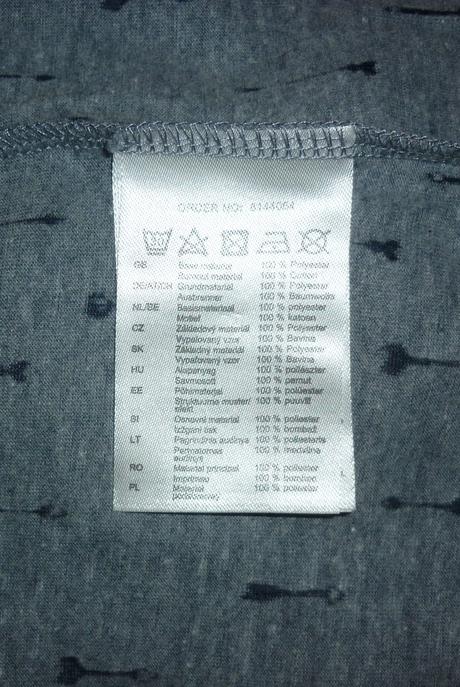 ORDER NO: 8144064
30
GB Base material 100 % Polyester
Burnout material 100 % Cotton
DE/AT/CH Grundmaterial 100 % Polyester
Ausbrenner 100 % Baumwolle
NL/BE Basismateriaal 100 % polyester
Motief 100 % katoen
CZ Základový materiál 100 % Polyester
Vypalovaný vzor 100 % Bavlna
SK Základný materiál 100 % Polyester
Vypaľovaný vzor 100 % Bavlna
HU Alapanyag 100 % poliészter
Savmosott 100 % pamut
EE Põhimaterjal 100 % polüester
Struktuurne muster/ 100 % puuvill
efekt
SI Osnovni material 100 % poliester
Izžgani tisk 100 % bombaž
LT Pagrindinis audinys 100 % poliesteris
Permatomas 100 % medvilnė
audinys
RO Material principal 100 % poliester
Imprimeu 100 % bumbac
PL Materiał 100 % poliester
podstawowy